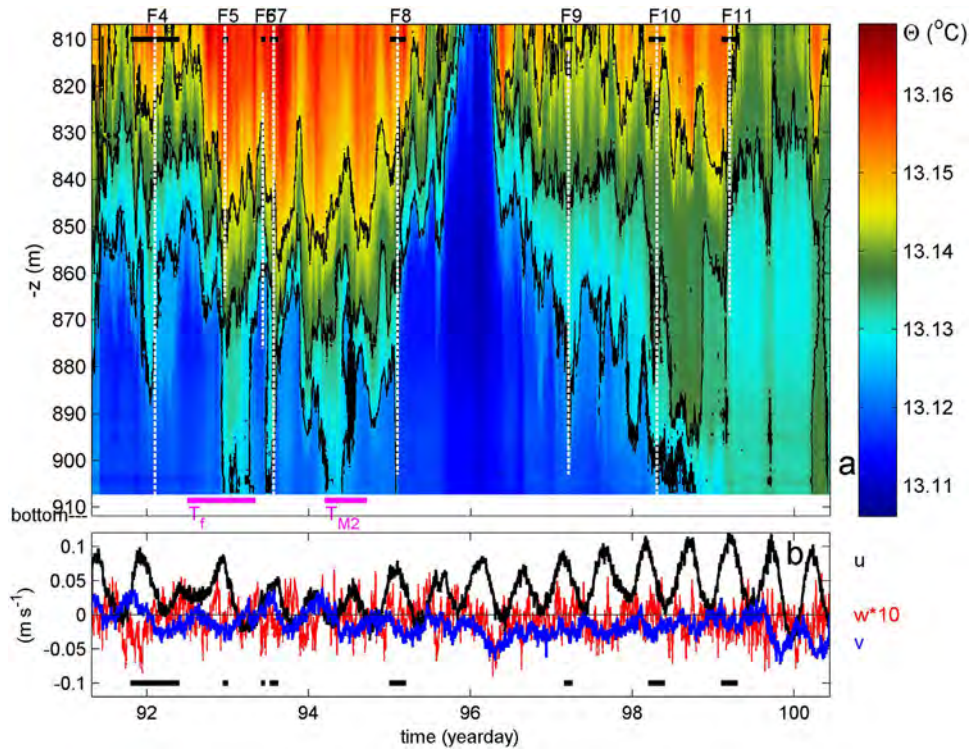 F4 F5 F6 F7 F8 F9 F10 F11
810
820
830
840
850
860
870
880
890
900
910
-z (m)
bottom---
T_f
T_M2
a
Θ (°C)
13.16
13.15
13.14
13.13
13.12
13.11
0.1
0.05
0
-0.05
-0.1
(m s⁻¹)
b
u
w*10
v
92 94 96 98 100
time (yearday)